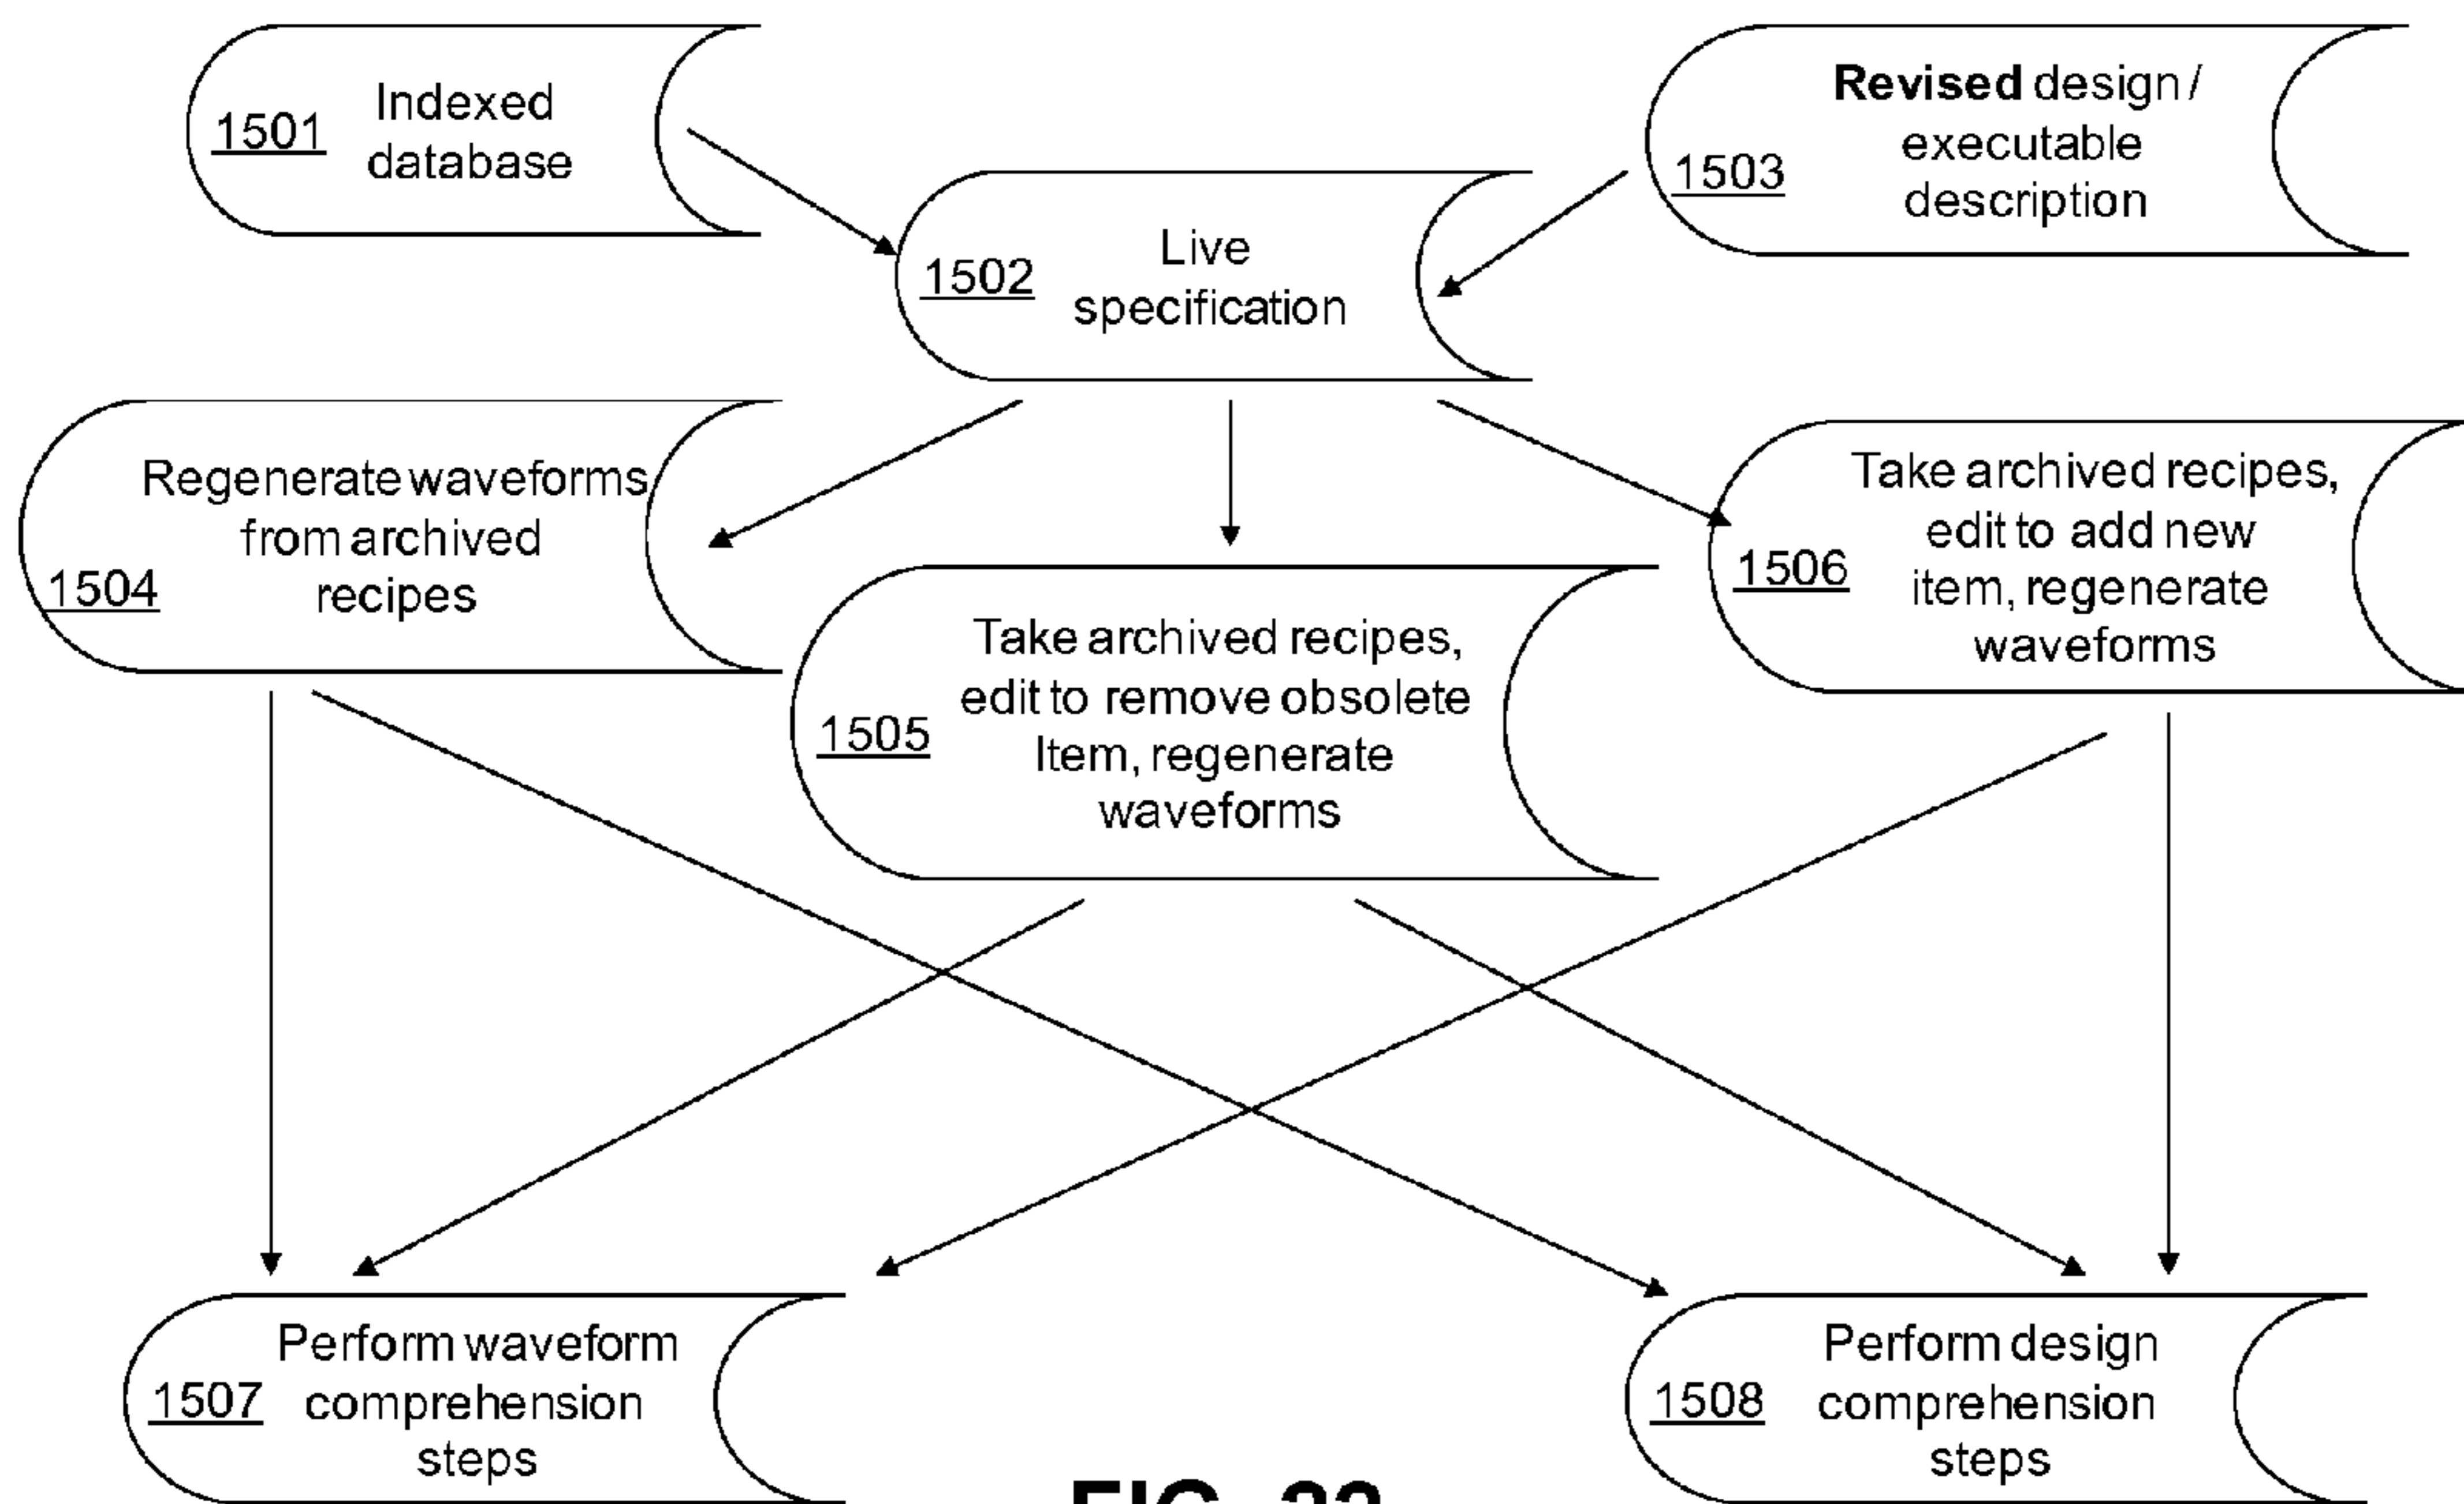 1501
Indexed
database
Revised design /
executable
description
1503
Live
specification
1502
Regenerate waveforms
from archived
recipes
1504
Take archived recipes,
edit to remove obsolete
Item, regenerate
waveforms
1505
Take archived recipes,
edit to add new
item, regenerate
waveforms
1506
Perform waveform
comprehension
steps
1507
Perform design
comprehension
steps
1508